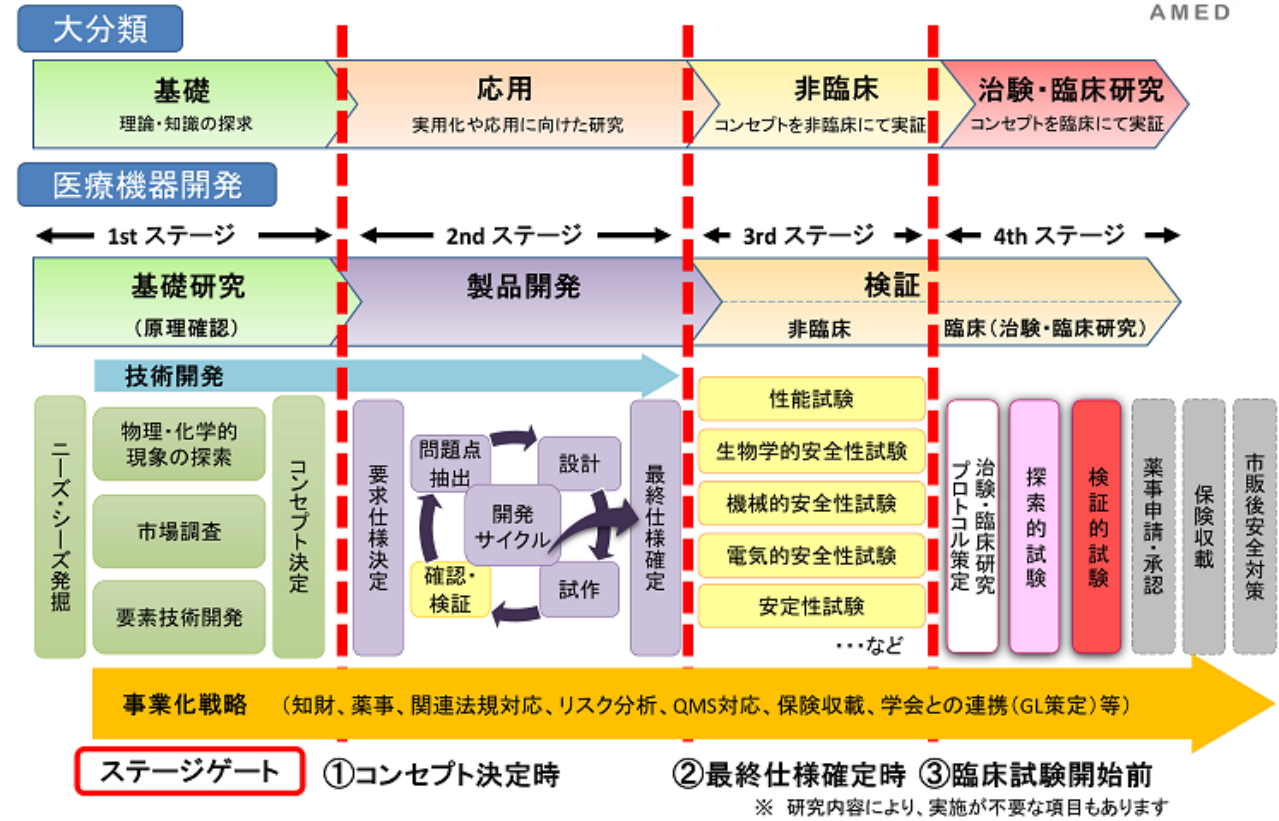 AMED
大分類
基礎
理論・知識の探求
応用
実用化や応用に向けた研究
非臨床
コンセプトを非臨床にて実証
治験・臨床研究
コンセプトを臨床にて実証
医療機器開発
1st ステージ
2nd ステージ
3rd ステージ
4th ステージ
基礎研究
（原理確認）
製品開発
検証
非臨床
臨床（治験・臨床研究）
技術開発
ニーズ・シーズ発掘
物理・化学的
現象の探索
市場調査
要素技術開発
コンセプト決定
要求仕様決定
問題点
抽出
設計
開発
サイクル
確認・
検証
試作
最終仕様確定
性能試験
生物学的安全性試験
機械的安全性試験
電気的安全性試験
安定性試験
・・・など
治験・臨床研究
プロトコル策定
探索的試験
検証的試験
薬事申請・承認
保険収載
市販後安全対策
事業化戦略 （知財、薬事、関連法規対応、リスク分析、QMS対応、保険収載、学会との連携（GL策定）等）
ステージゲート
①コンセプト決定時
②最終仕様確定時
③臨床試験開始前
※ 研究内容により、実施が不要な項目もあります